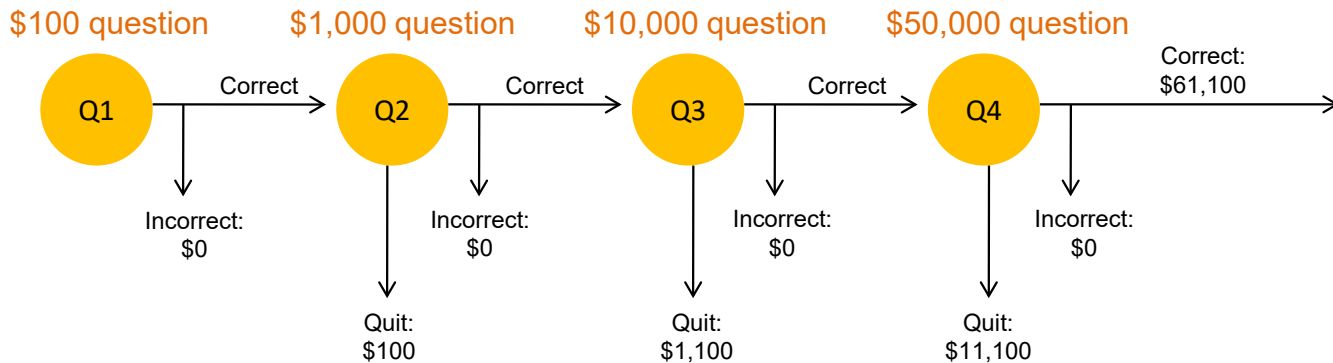 $100 question
$1,000 question
$10,000 question
$50,000 question
Q1
Correct
Q2
Correct
Q3
Correct
Q4
Correct:
$61,100
Incorrect:
$0
Incorrect:
$0
Incorrect:
$0
Incorrect:
$0
Quit:
$100
Quit:
$1,100
Quit:
$11,100